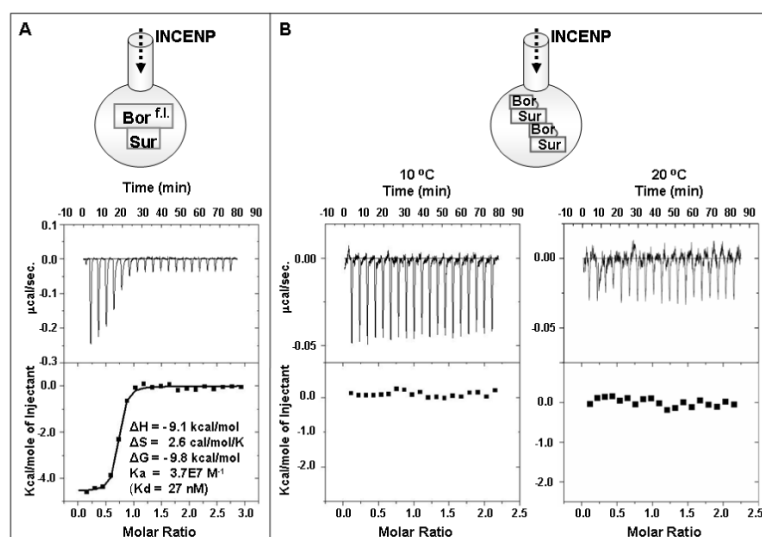 A
INCENP
Bor f.l.
Sur
Time (min)
-10 0 10 20 30 40 50 60 70 80 90
0.0
-0.1
-0.2
-0.3
µcal/sec.
0.0
-2.0
-4.0
Kcal/mole of Injectant
ΔH = -9.1 kcal/mol
ΔS = 2.6 cal/mol/K
ΔG = -9.8 kcal/mol
Ka = 3.7E7 M-1
(Kd = 27 nM)
0.0 0.5 1.0 1.5 2.0 2.5 3.0
Molar Ratio
B
INCENP
Bor
Sur
Bor
Sur
10 ºC
Time (min)
-10 0 10 20 30 40 50 60 70 80 90
0.00
-0.05
µcal/sec.
0.0
-1.0
-2.0
Kcal/mole of Injectant
0.0 0.5 1.0 1.5 2.0 2.5
Molar Ratio
20 ºC
Time (min)
-10 0 10 20 30 40 50 60 70 80 90
0.00
-0.05
0.0
-1.0
-2.0
0.0 0.5 1.0 1.5 2.0 2.5
Molar Ratio